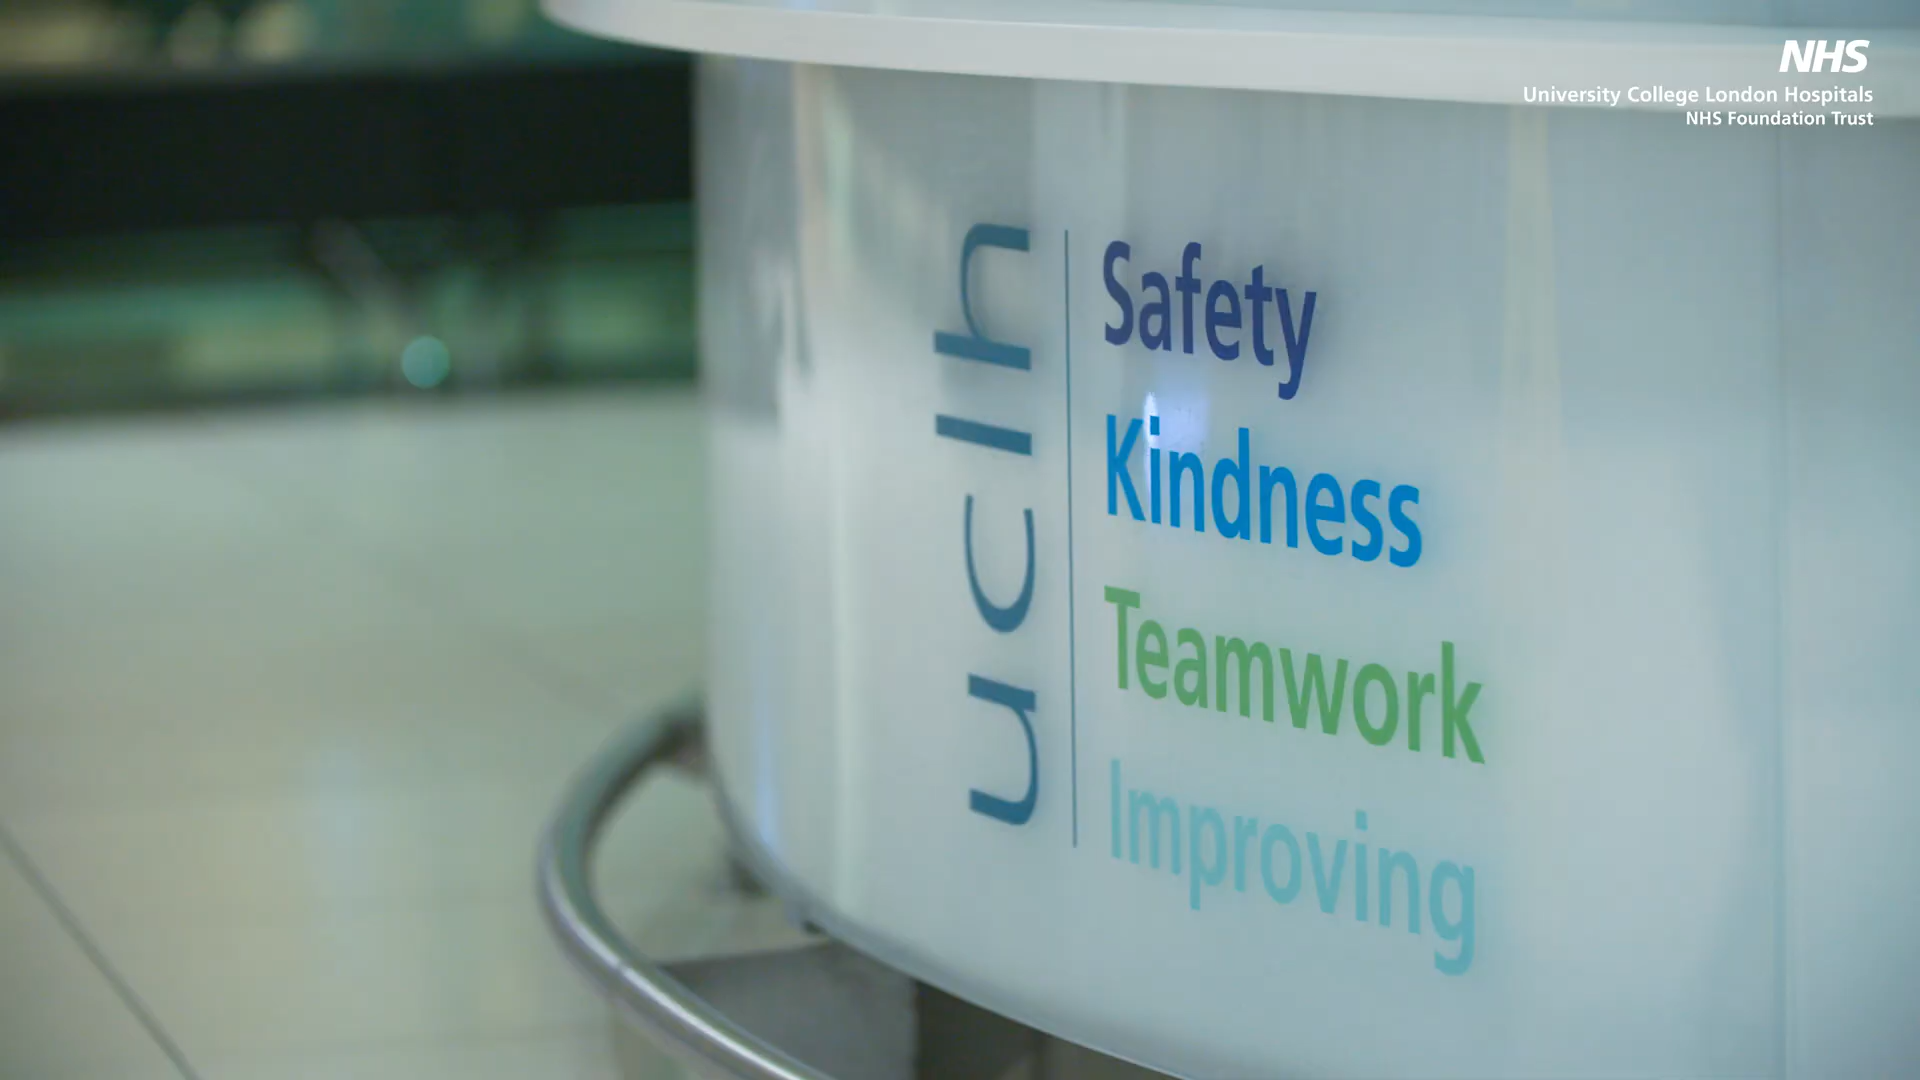 NHS
University College London Hospitals
NHS Foundation Trust
uclh
Safety
Kindness
Teamwork
Improving